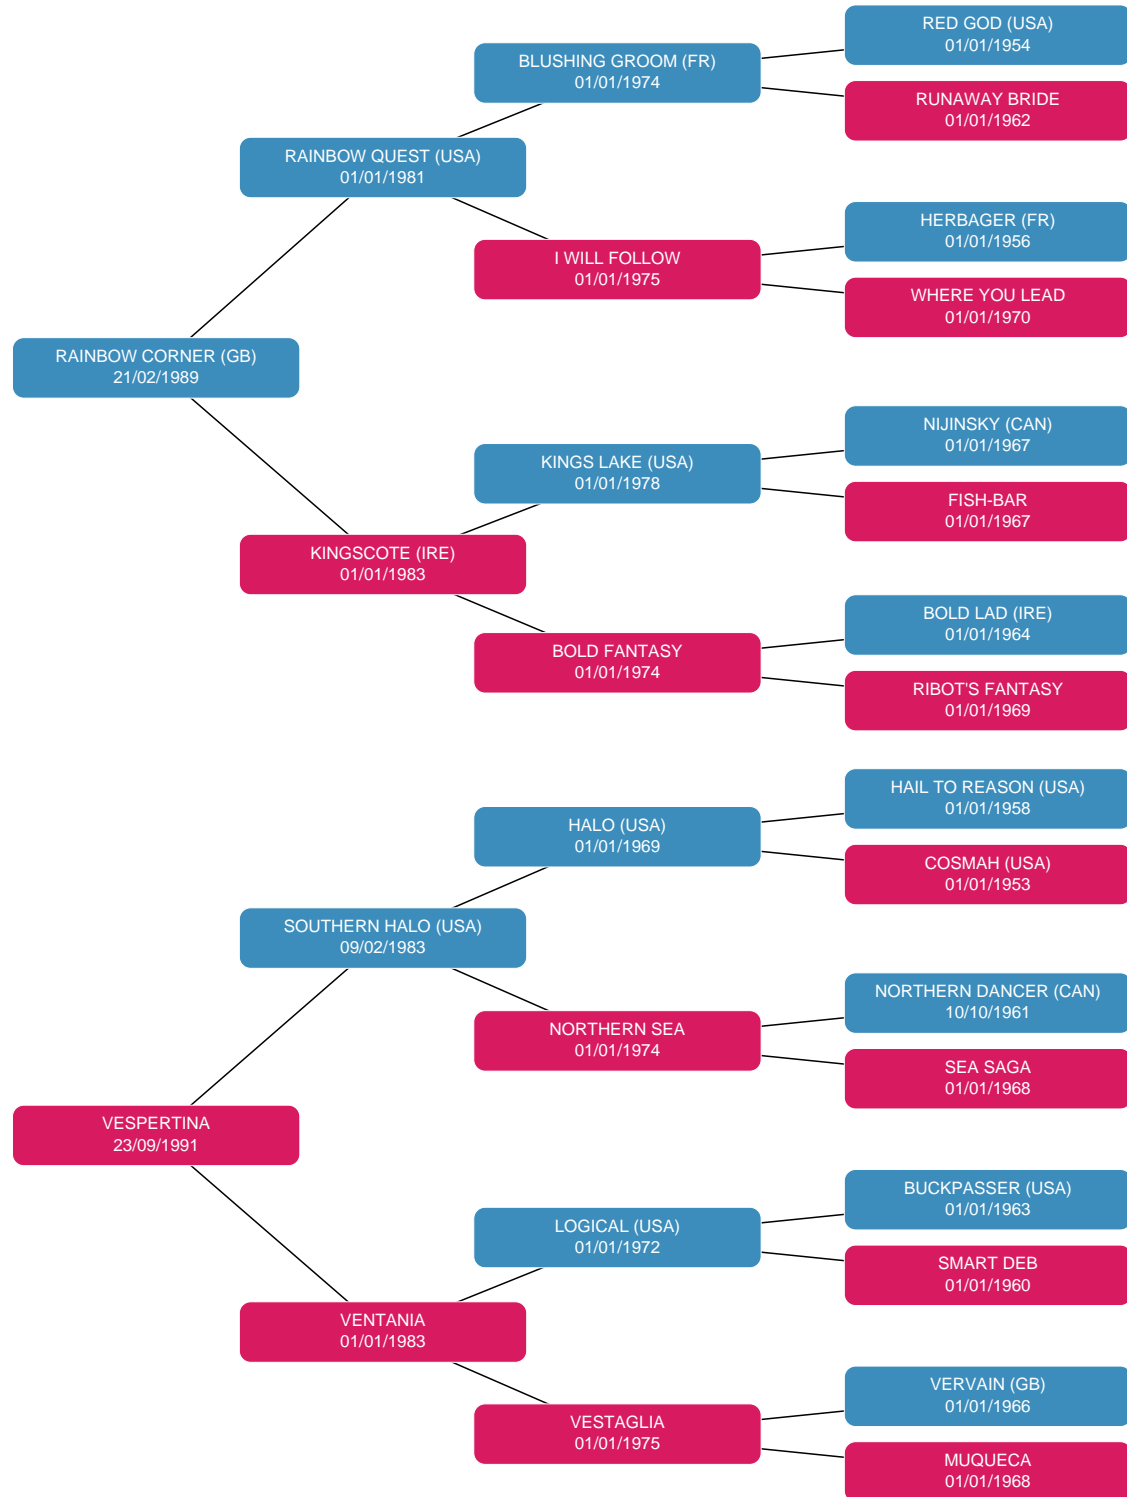 RED GOD (USA)
01/01/1954
BLUSHING GROOM (FR)
01/01/1974
RUNAWAY BRIDE
01/01/1962
RAINBOW QUEST (USA)
01/01/1981
HERBAGER (FR)
01/01/1956
I WILL FOLLOW
01/01/1975
WHERE YOU LEAD
01/01/1970
RAINBOW CORNER (GB)
21/02/1989
NIJINSKY (CAN)
01/01/1967
KINGS LAKE (USA)
01/01/1978
FISH-BAR
01/01/1967
KINGSCOTE (IRE)
01/01/1983
BOLD LAD (IRE)
01/01/1964
BOLD FANTASY
01/01/1974
RIBOT'S FANTASY
01/01/1969
HAIL TO REASON (USA)
01/01/1958
HALO (USA)
01/01/1969
COSMAH (USA)
01/01/1953
SOUTHERN HALO (USA)
09/02/1983
NORTHERN DANCER (CAN)
10/10/1961
NORTHERN SEA
01/01/1974
SEA SAGA
01/01/1968
VESPERTINA
23/09/1991
BUCKPASSER (USA)
01/01/1963
LOGICAL (USA)
01/01/1972
SMART DEB
01/01/1960
VENTANIA
01/01/1983
VERVAIN (GB)
01/01/1966
VESTAGLIA
01/01/1975
MUQUECA
01/01/1968